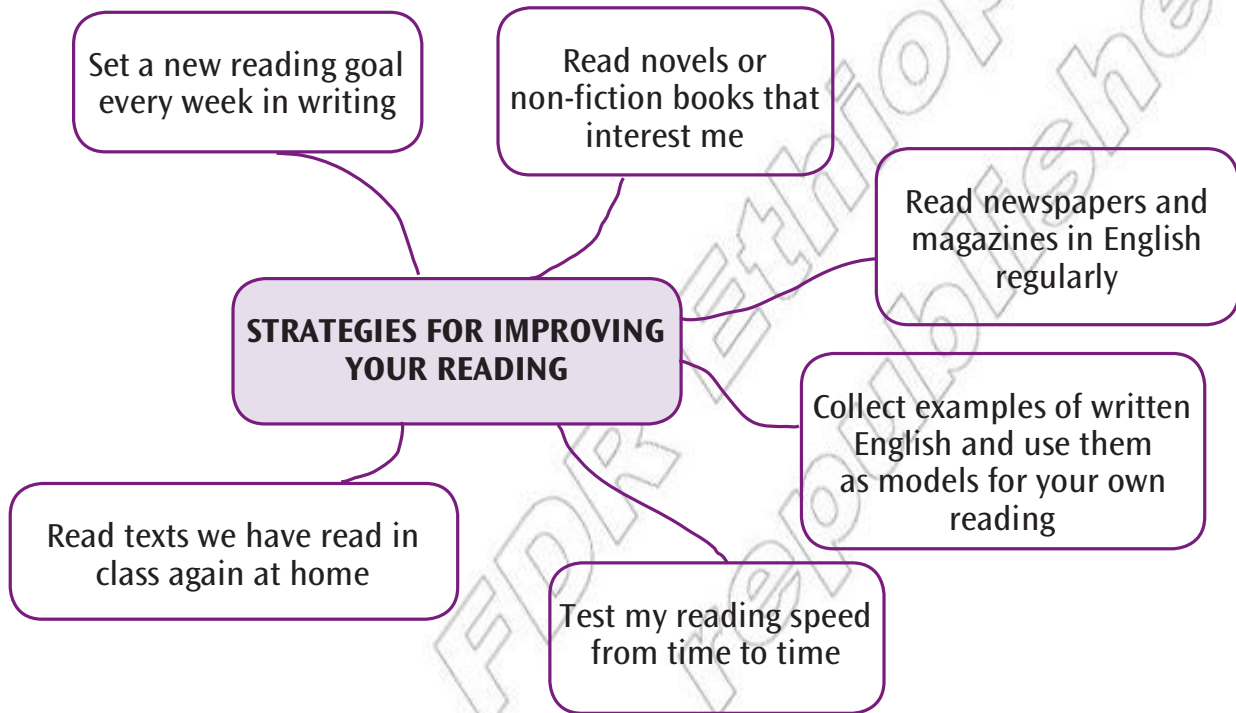 Set a new reading goal
every week in writing
Read novels or
non-fiction books that
interest me
Read newspapers and
magazines in English
regularly
STRATEGIES FOR IMPROVING
YOUR READING
Collect examples of written
English and use them
as models for your own
reading
Read texts we have read in
class again at home
Test my reading speed
from time to time
FDR Ethiop
republishe